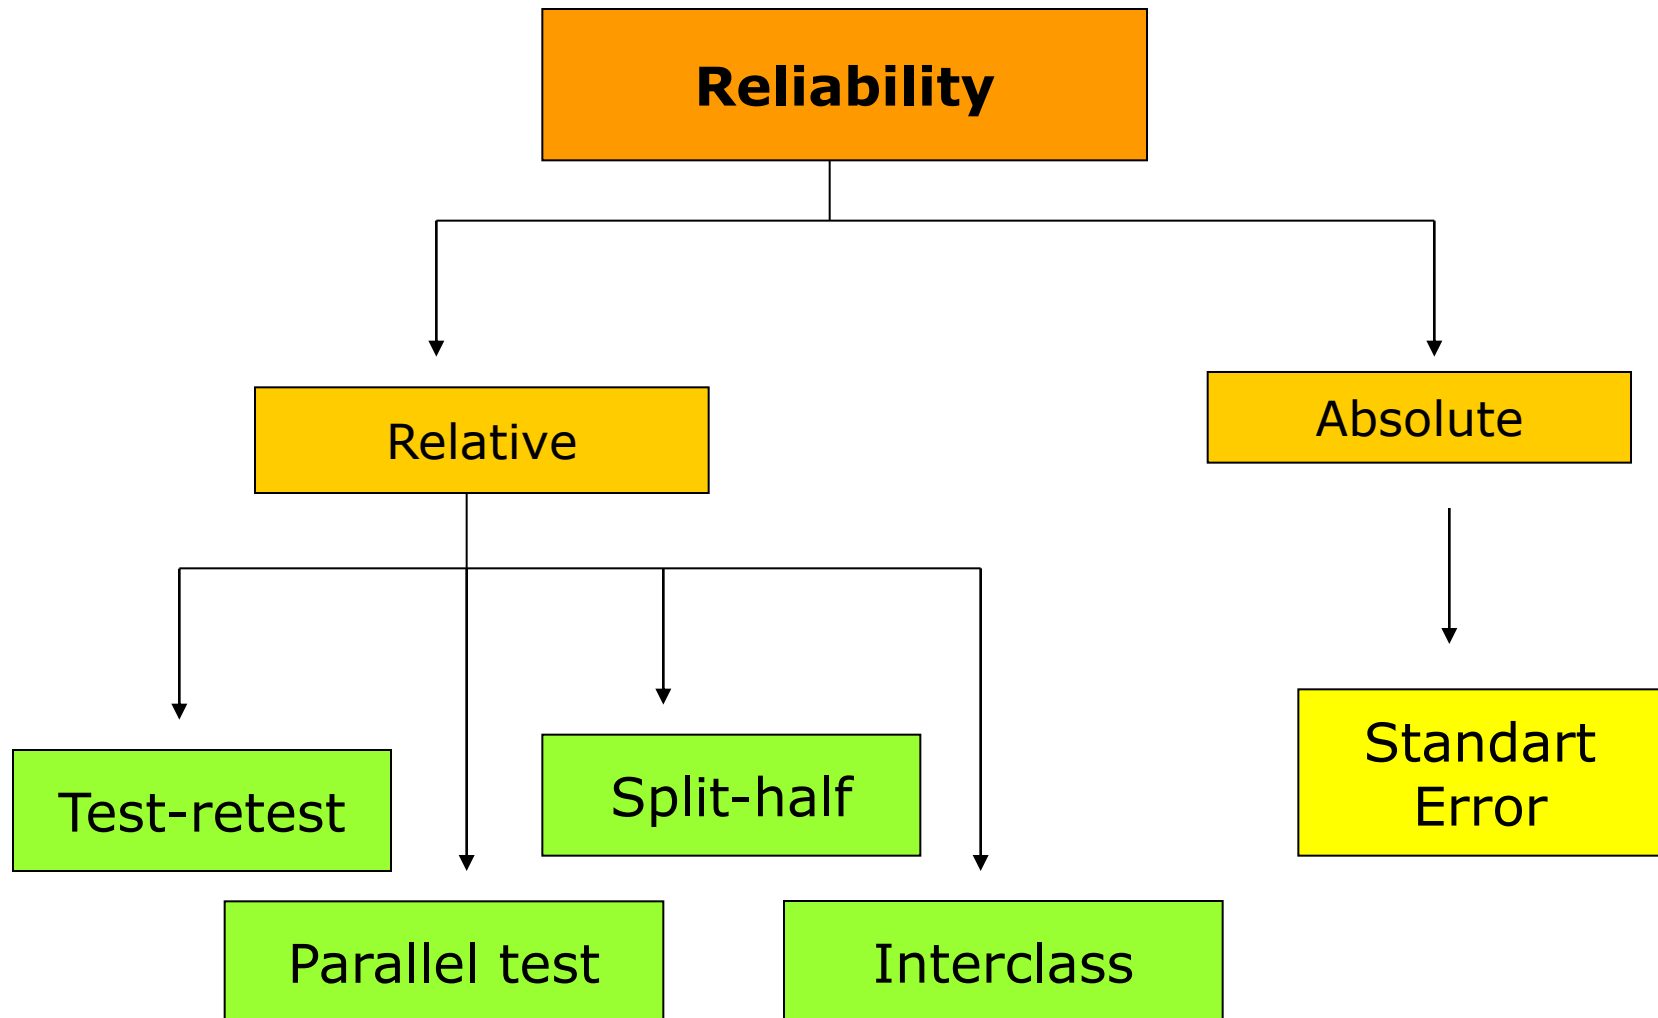 Reliability
Relative
Absolute
Test-retest
Split-half
Standart
Error
Parallel test
Interclass